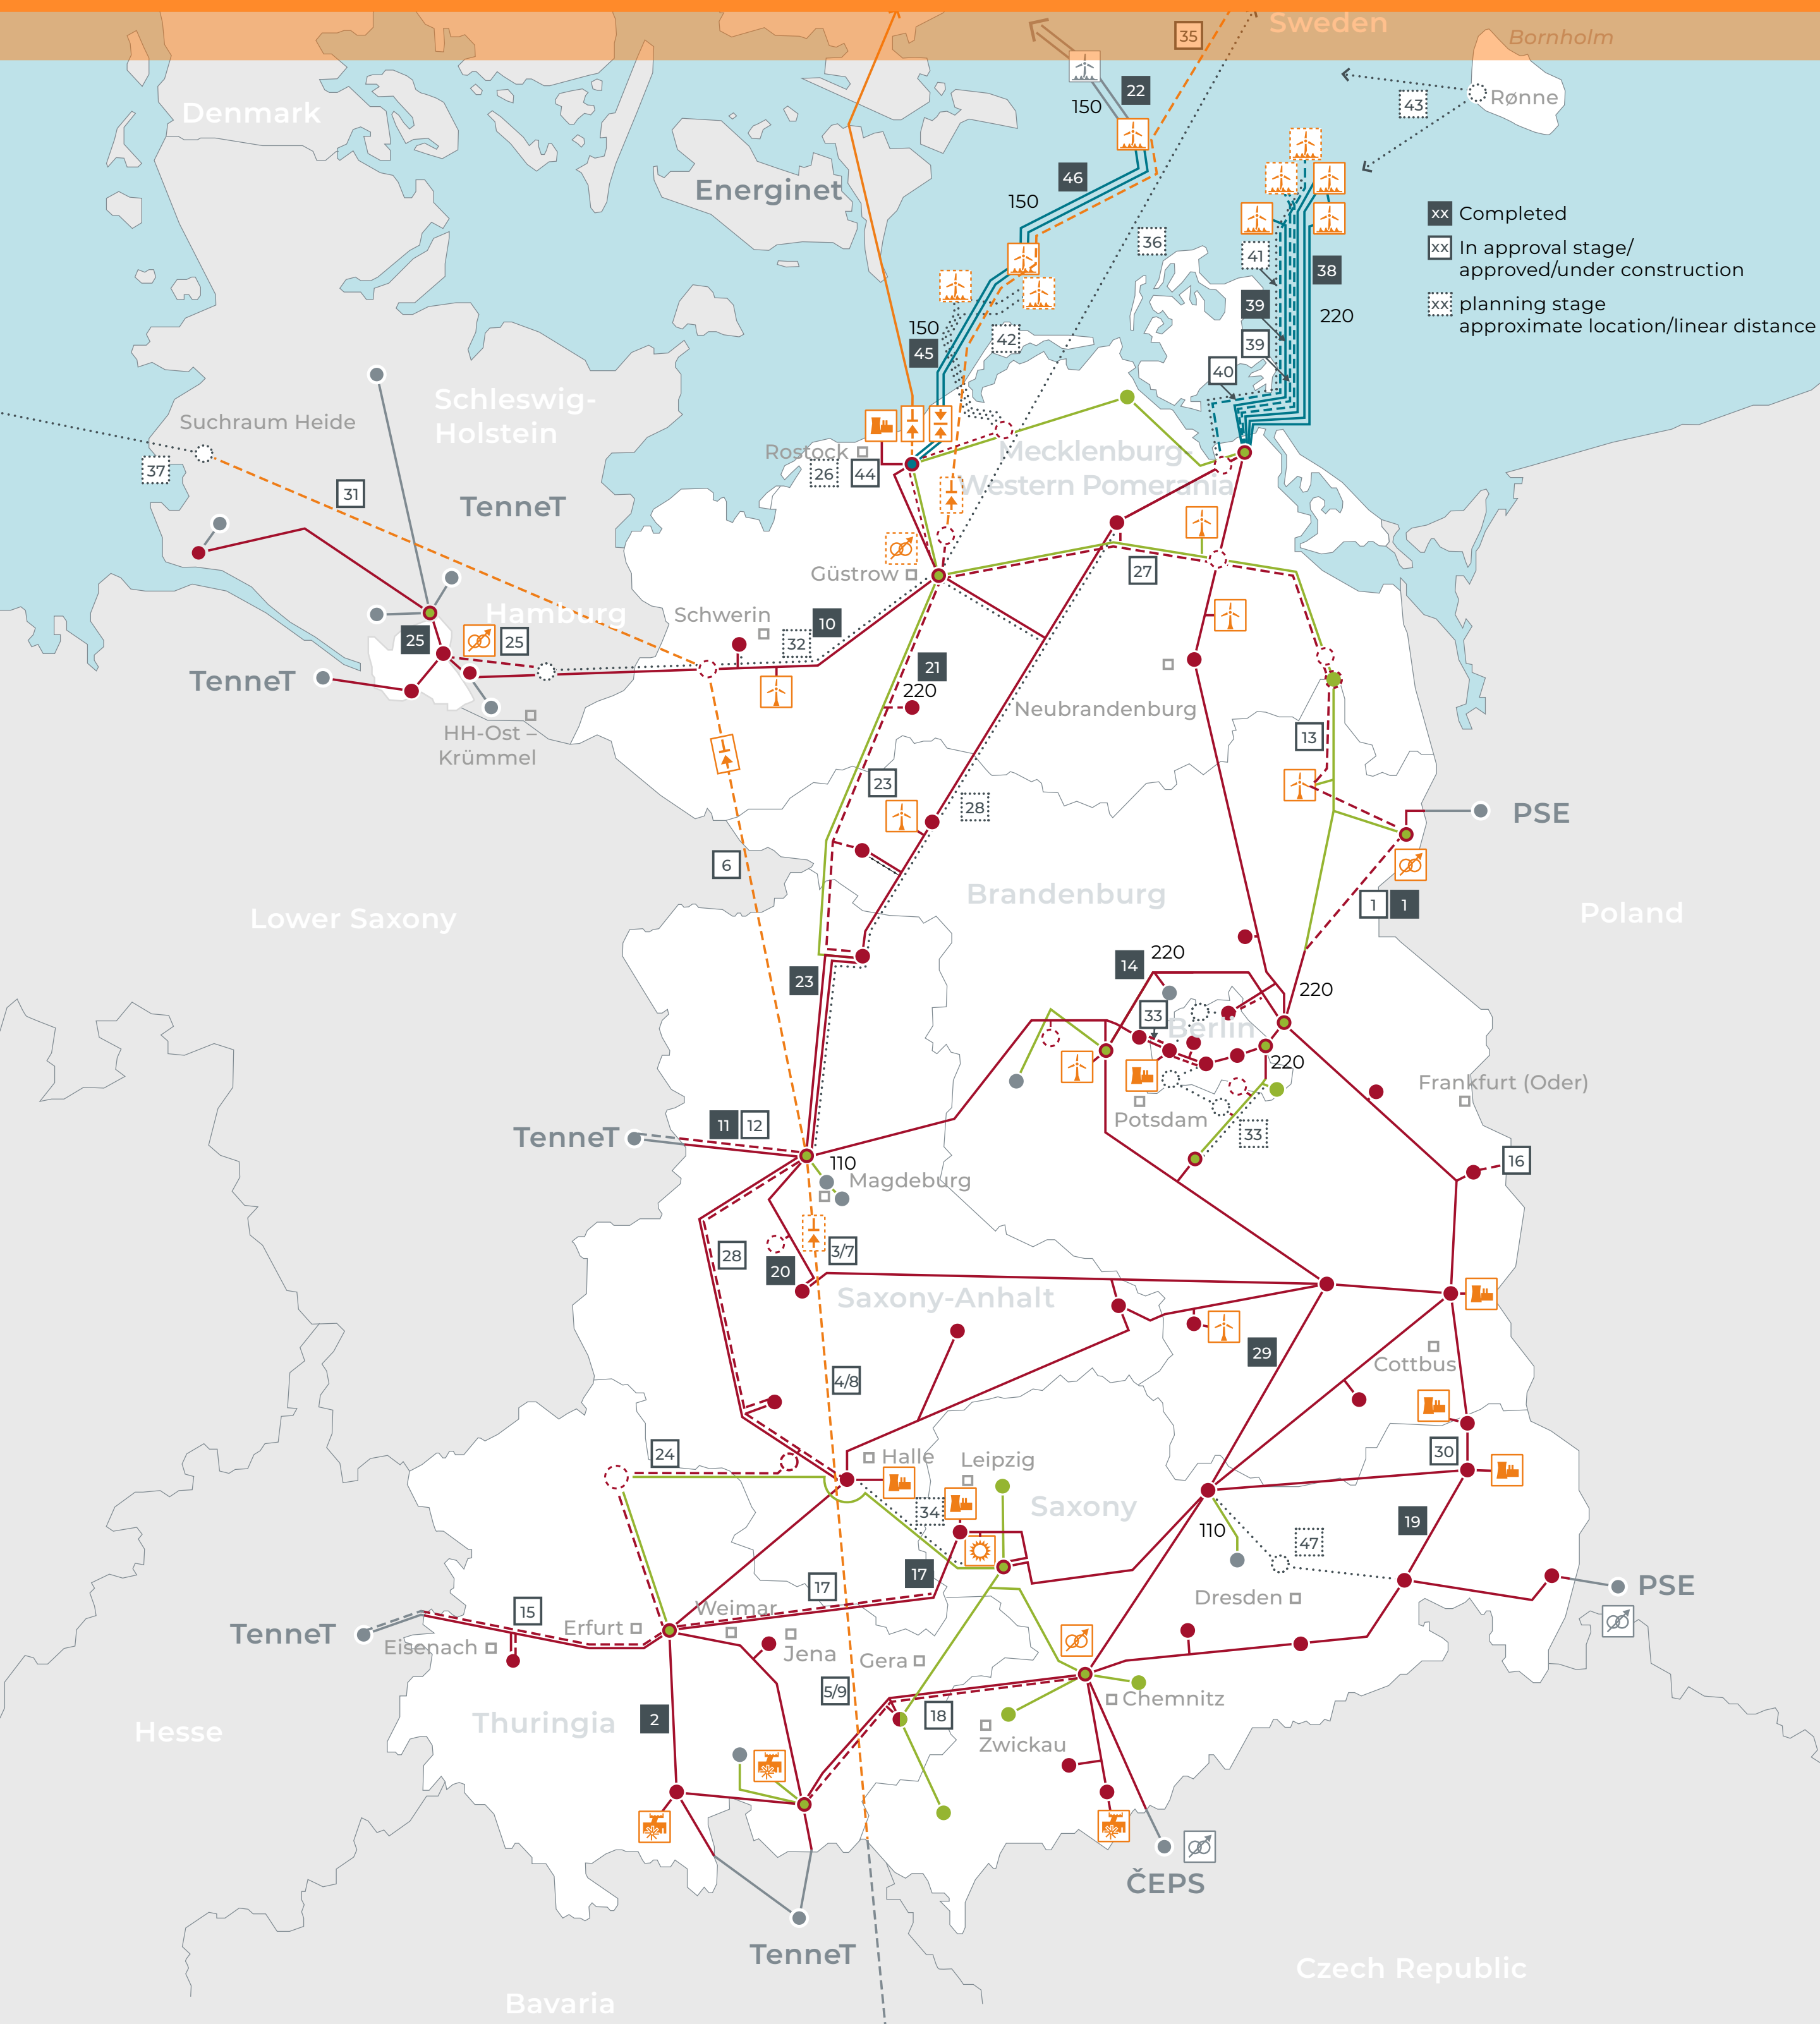 Sweden
35
Bornholm
22
150
43
Rønne
Denmark
Energinet
46
150
36
41
38
39
220
39
40
150
45
42
xx Completed
xx In approval stage/
approved/under construction
xx planning stage
approximate location/linear distance
Schleswig-
Holstein
Suchraum Heide
37
31
TenneT
Rostock
26
44
Mecklenburg-
Western Pomerania
Güstrow
27
Hamburg
Schwerin
25
25
32
10
TenneT
21
220
HH-Ost –
Krümmel
Neubrandenburg
13
23
28
PSE
6
Brandenburg
1
1
Lower Saxony
Poland
23
14
220
220
33
Berlin
220
Frankfurt (Oder)
Potsdam
33
TenneT
11
12
110
Magdeburg
16
28
3/7
20
Saxony-Anhalt
29
Cottbus
4/8
24
Halle
Leipzig
30
34
Saxony
19
110
47
17
17
Dresden
PSE
15
Weimar
Erfurt
TenneT
Eisenach
Jena
Gera
5/9
Chemnitz
2
Thuringia
18
Zwickau
Hesse
ČEPS
TenneT
Czech Republic
Bavaria